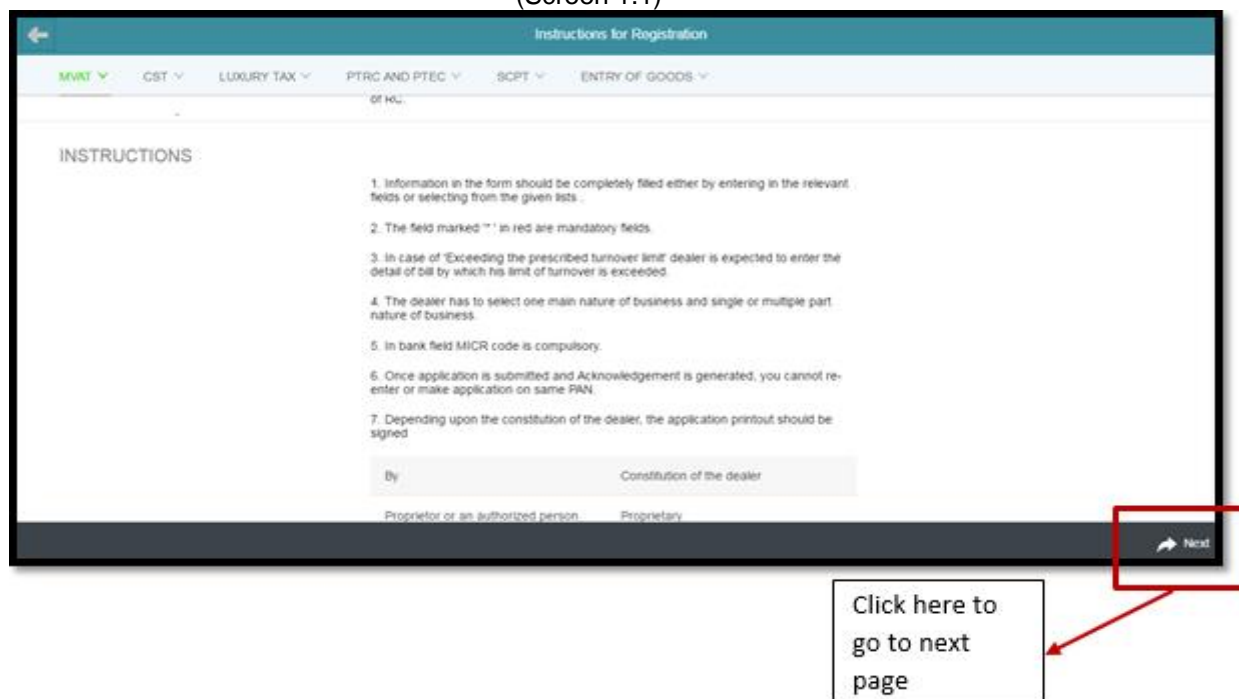 (Screen 1.1)
Instructions for Registration
MVAT CST LUXURY TAX PTRC AND PTEC SCPT ENTRY OF GOODS
of RC.
INSTRUCTIONS
1. Information in the form should be completely filled either by entering in the relevant
fields or selecting from the given lists .
2. The field marked '* ' in red are mandatory fields.
3. In case of 'Exceeding the prescribed turnover limit' dealer is expected to enter the
detail of bill by which his limit of turnover is exceeded.
4. The dealer has to select one main nature of business and single or multiple part
nature of business.
5. In bank field MICR code is compulsory.
6. Once application is submitted and Acknowledgement is generated, you cannot re-
enter or make application on same PAN.
7. Depending upon the constitution of the dealer, the application printout should be
signed
By Constitution of the dealer
Proprietor or an authorized person Proprietary
Next
Click here to
go to next
page